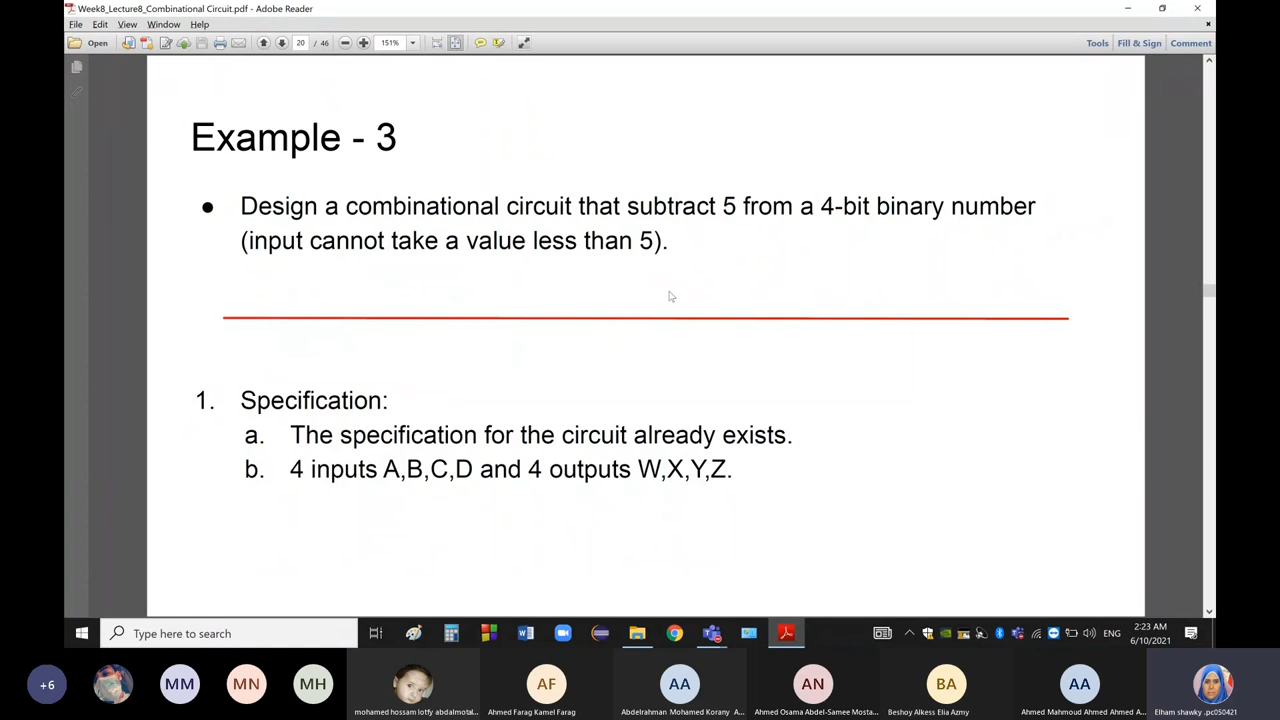 Week8_Lecture8_Combinational Circuit.pdf - Adobe Reader
File Edit View Window Help
Open 20 / 46 151% Tools Fill & Sign Comment
Example - 3
● Design a combinational circuit that subtract 5 from a 4-bit binary number
(input cannot take a value less than 5).
1. Specification:
a. The specification for the circuit already exists.
b. 4 inputs A,B,C,D and 4 outputs W,X,Y,Z.
Type here to search
ENG
2:23 AM
6/10/2021
+6 MM MN MH AF AA AN BA AA
mohamed hossam lotfy abdalmotal... Ahmed Farag Kamel Farag Abdelrahman Mohamed Korany A... Ahmed Osama Abdel-Samee Mosta... Beshoy Alkess Elia Azmy Ahmed Mahmoud Ahmed Ahmed A... Elham shawky .pc050421